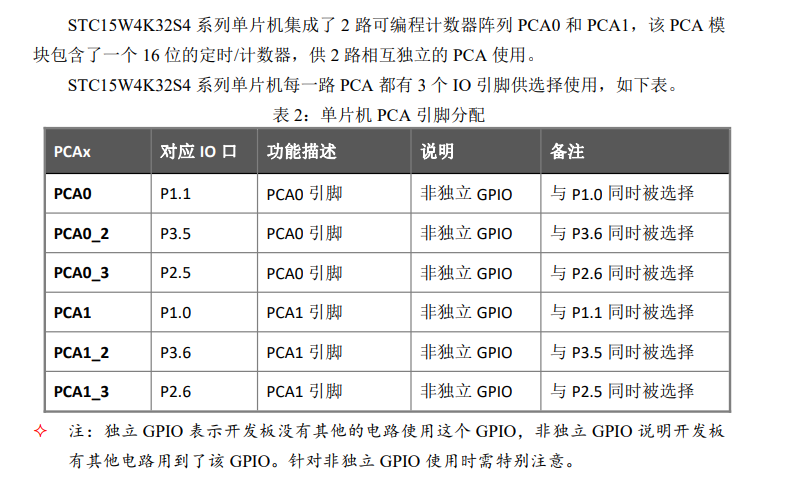 STC15W4K32S4 系列单片机集成了 2 路可编程计数器阵列 PCA0 和 PCA1，该 PCA 模
块包含了一个 16 位的定时/计数器，供 2 路相互独立的 PCA 使用。
STC15W4K32S4 系列单片机每一路 PCA 都有 3 个 IO 引脚供选择使用，如下表。
表 2：单片机 PCA 引脚分配
PCAx 对应 IO 口 功能描述 说明 备注
PCA0 P1.1 PCA0 引脚 非独立 GPIO 与 P1.0 同时被选择
PCA0_2 P3.5 PCA0 引脚 非独立 GPIO 与 P3.6 同时被选择
PCA0_3 P2.5 PCA0 引脚 非独立 GPIO 与 P2.6 同时被选择
PCA1 P1.0 PCA1 引脚 非独立 GPIO 与 P1.1 同时被选择
PCA1_2 P3.6 PCA1 引脚 非独立 GPIO 与 P3.5 同时被选择
PCA1_3 P2.6 PCA1 引脚 非独立 GPIO 与 P2.5 同时被选择
✧ 注：独立 GPIO 表示开发板没有其他的电路使用这个 GPIO，非独立 GPIO 说明开发板
有其他电路用到了该 GPIO。针对非独立 GPIO 使用时需特别注意。